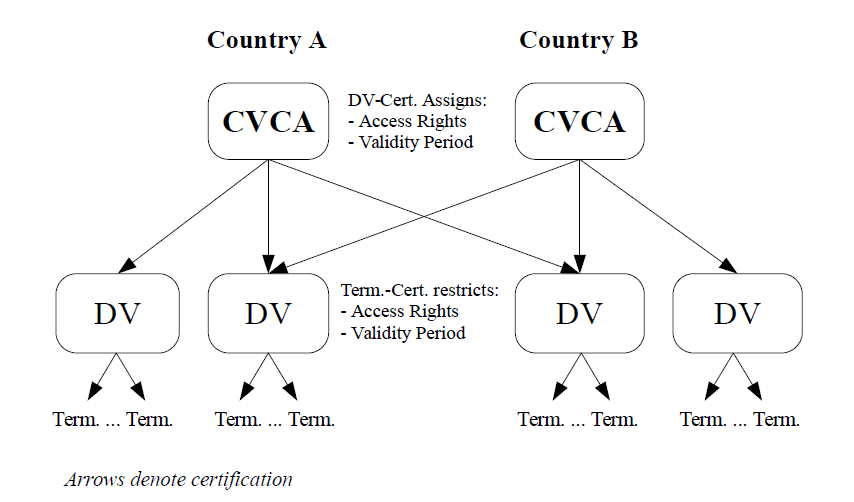 Country A
Country B
CVCA
DV-Cert. Assigns:
- Access Rights
- Validity Period
CVCA
DV
DV
Term.-Cert. restricts:
- Access Rights
- Validity Period
DV
DV
Term. ... Term.
Term. ... Term.
Term. ... Term.
Term. ... Term.
Arrows denote certification